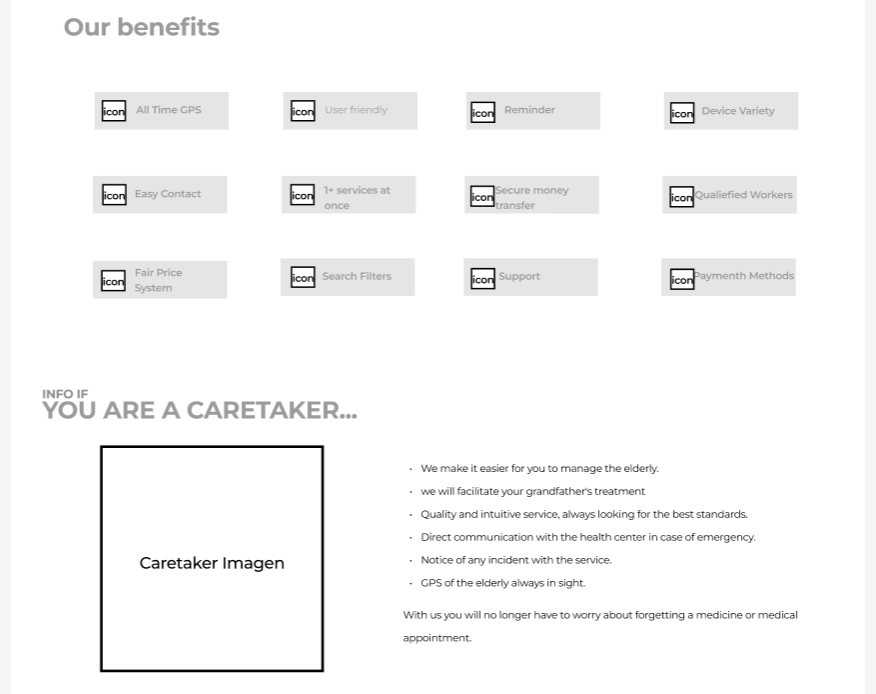 Our benefits
icon All Time GPS
icon User friendly
icon Reminder
icon Device Variety
icon Easy Contact
icon 1+ services at
once
icon Secure money
transfer
icon Qualiefied Workers
icon Fair Price
System
icon Search Filters
icon Support
icon Paymenth Methods
INFO IF
YOU ARE A CARETAKER...
Caretaker Imagen
· We make it easier for you to manage the elderly.
· we will facilitate your grandfather's treatment
· Quality and intuitive service, always looking for the best standards.
· Direct communication with the health center in case of emergency.
· Notice of any incident with the service.
· GPS of the elderly always in sight.
With us you will no longer have to worry about forgetting a medicine or medical
appointment.